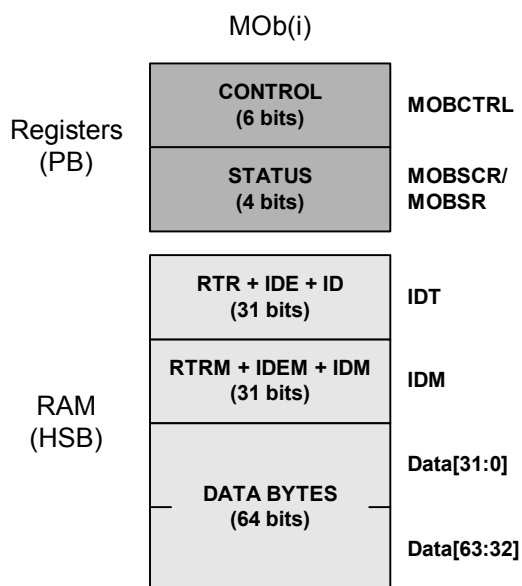 MOb(i)
Registers
(PB)
CONTROL
(6 bits)
MOBCTRL
STATUS
(4 bits)
MOBSCR/
MOBSR
RAM
(HSB)
RTR + IDE + ID
(31 bits)
IDT
RTRM + IDEM + IDM
(31 bits)
IDM
DATA BYTES
(64 bits)
Data[31:0]
Data[63:32]